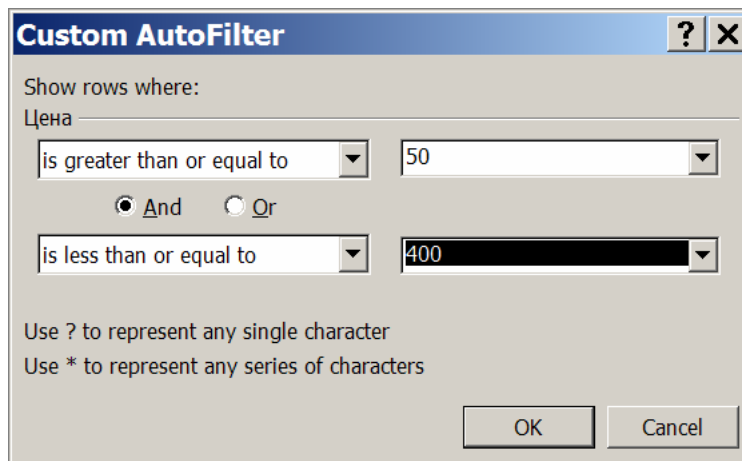 Custom AutoFilter
Show rows where:
Цена
is greater than or equal to 50
And Or
is less than or equal to 400
Use ? to represent any single character
Use * to represent any series of characters
OK Cancel